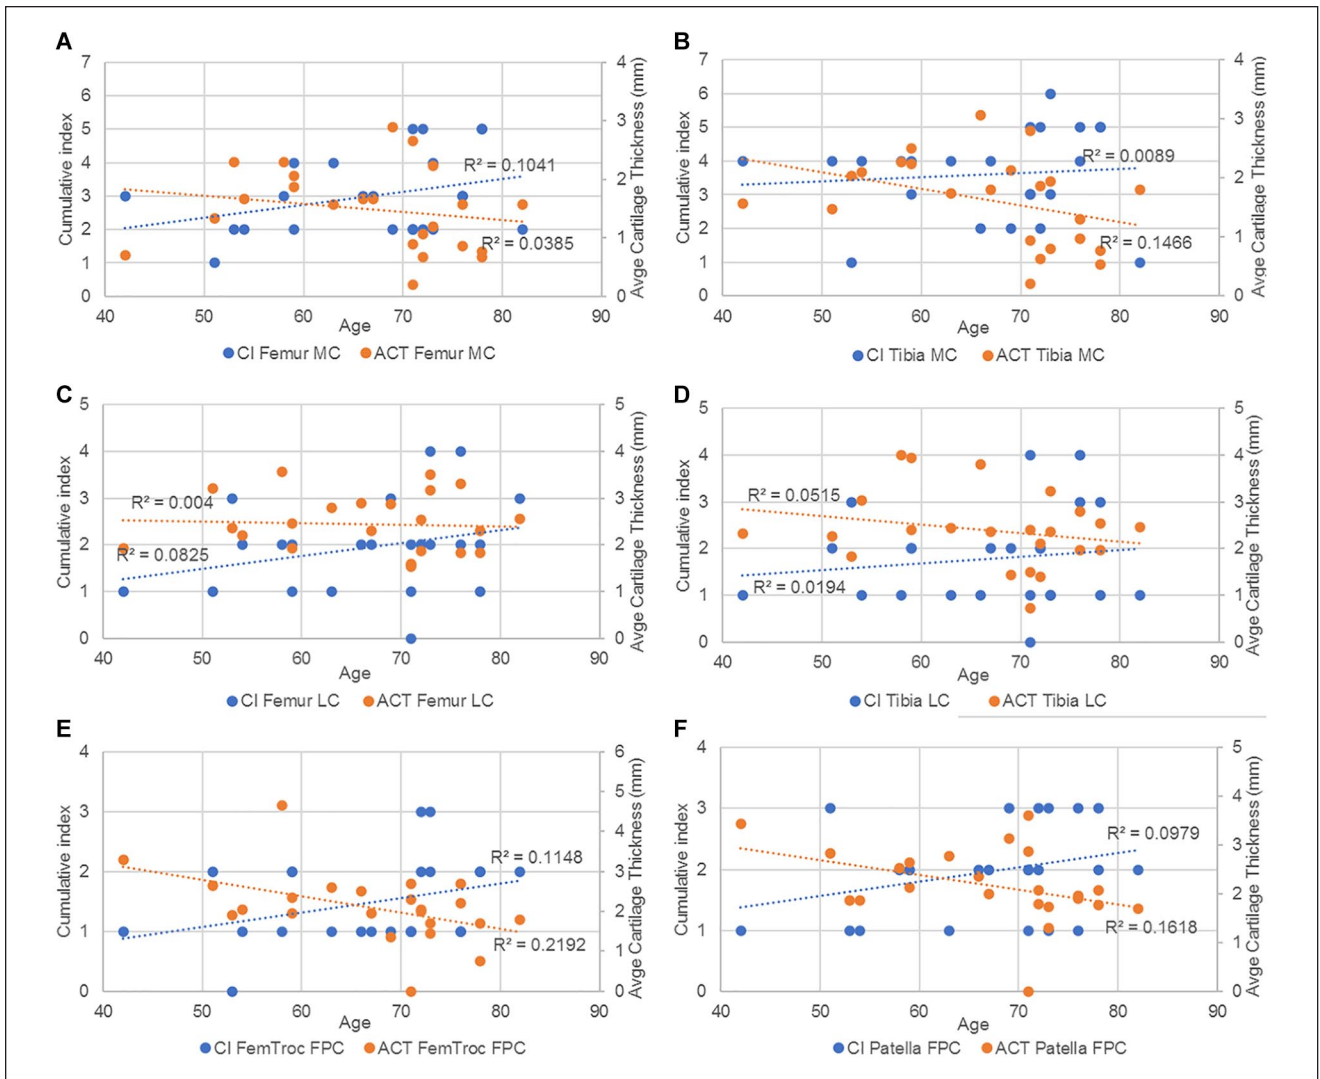 A
7
6
5
4
3
2
1
0
Cumulative index
4
3
2
1
0
Avge Cartilage Thickness (mm)
R² = 0.1041
R² = 0.0385
40 50 60 70 80 90
Age
CI Femur MC ACT Femur MC
B
7
6
5
4
3
2
1
0
Cumulative index
4
3
2
1
0
Avge Cartilage Thickness (mm)
R² = 0.0089
R² = 0.1466
40 50 60 70 80 90
Age
CI Tibia MC ACT Tibia MC
C
5
4
3
2
1
0
Cumulative index
5
4
3
2
1
0
Avge Cartilage Thickness (mm)
R² = 0.004
R² = 0.0825
40 50 60 70 80 90
Age
CI Femur LC ACT Femur LC
D
5
4
3
2
1
0
Cumulative index
5
4
3
2
1
0
Avge Cartilage Thickness (mm)
R² = 0.0515
R² = 0.0194
40 50 60 70 80 90
Age
CI Tibia LC ACT Tibia LC
E
4
3
2
1
0
Cumulative index
6
5
4
3
2
1
0
Avge Cartilage Thickness (mm)
R² = 0.1148
R² = 0.2192
40 50 60 70 80 90
Age
CI FemTroc FPC ACT FemTroc FPC
F
4
3
2
1
0
Cumulative index
5
4
3
2
1
0
Avge Cartilage Thickness (mm)
R² = 0.0979
R² = 0.1618
40 50 60 70 80 90
Age
CI Patella FPC ACT Patella FPC